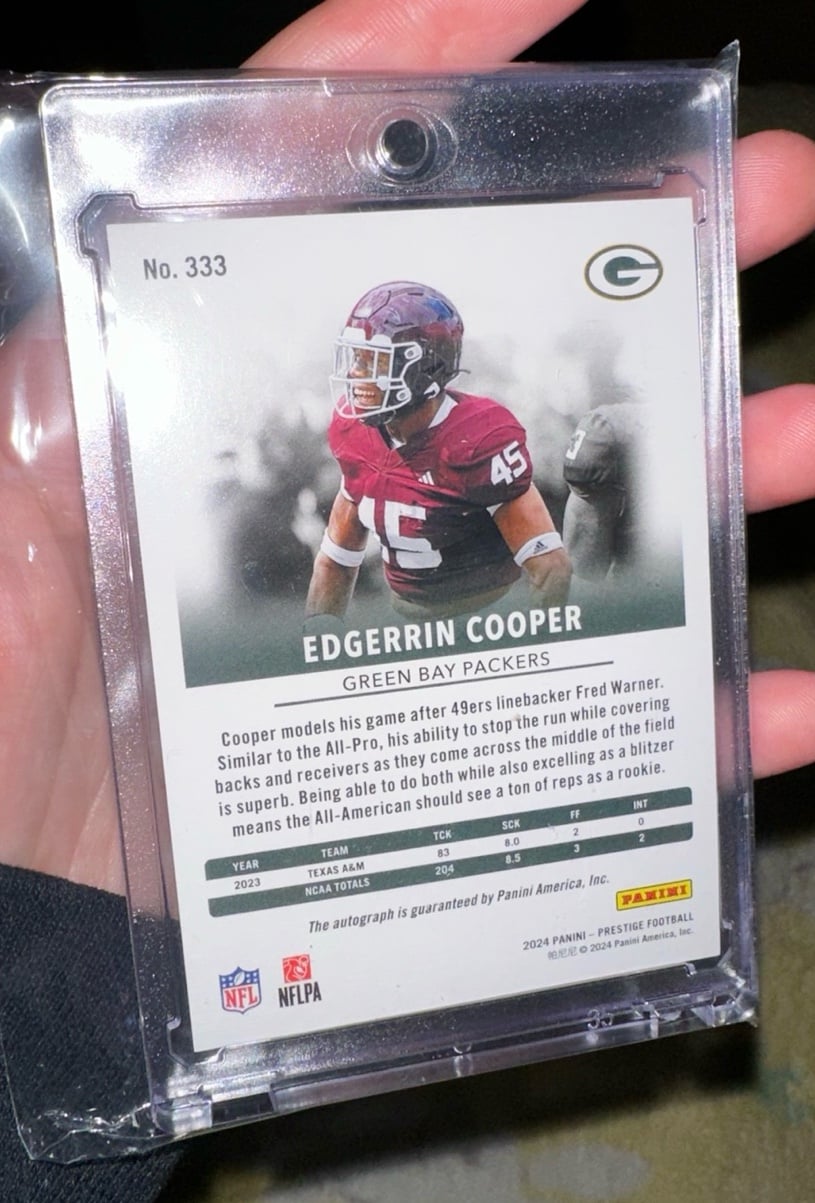 No. 333
G
3
45
45
EDGERRIN COOPER
GREEN BAY PACKERS
Cooper models his game after 49ers linebacker Fred Warner.
Similar to the All-Pro, his ability to stop the run while covering
backs and receivers as they come across the middle of the field
is superb. Being able to do both while also excelling as a blitzer
means the All-American should see a ton of reps as a rookie.
YEAR TEAM TCK SCK FF INT
2023 TEXAS A&M 83 8.0 2 0
NCAA TOTALS 204 8.5 3 2
The autograph is guaranteed by Panini America, Inc.
PANINI
2024 PANINI – PRESTIGE FOOTBALL
帕尼尼 © 2024 Panini America, Inc.
NFL
NFLPA
35